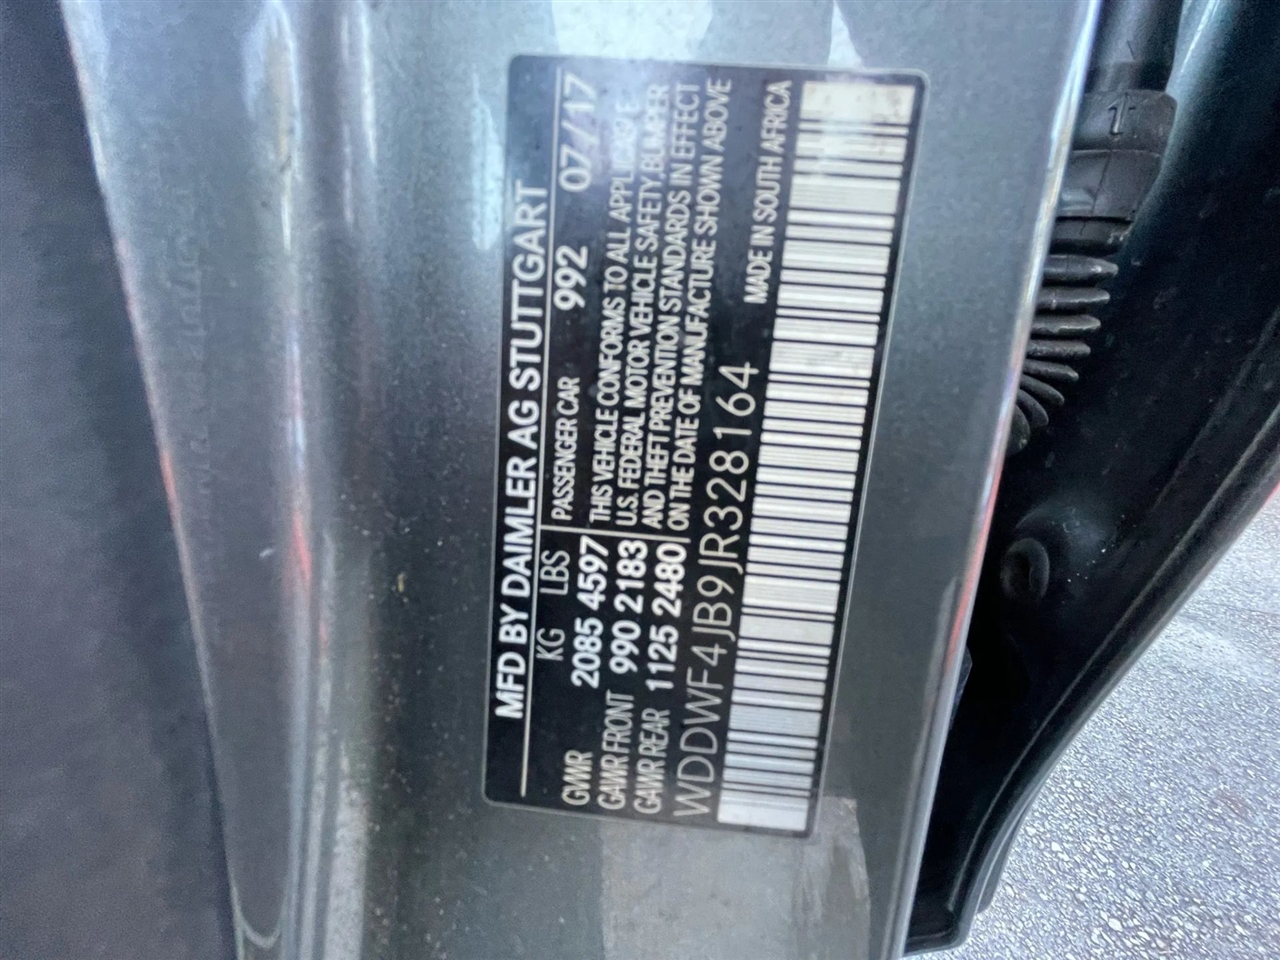 MFD BY DAIMLER AG STUTTGART
KG LBS PASSENGER CAR 992 07/17
GVWR 2085 4597 THIS VEHICLE CONFORMS TO ALL APPLICABLE
GAWR FRONT 990 2183 U.S. FEDERAL MOTOR VEHICLE SAFETY,BUMPER
GAWR REAR 1125 2480 AND THEFT PREVENTION STANDARDS IN EFFECT
ON THE DATE OF MANUFACTURE SHOWN ABOVE
WDDWF4JB9JR328164 MADE IN SOUTH AFRICA